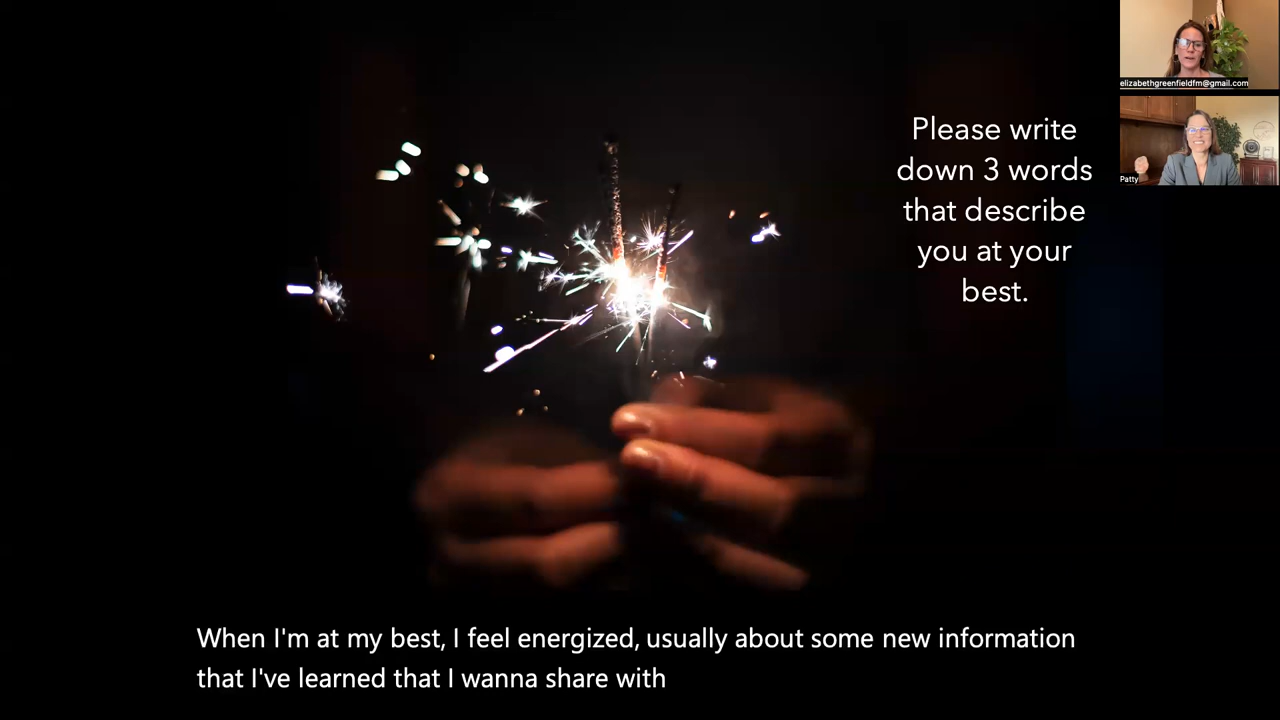 elizabethgreenfieldfm@gmail.com
Patty
Please write
down 3 words
that describe
you at your
best.
When I'm at my best, I feel energized, usually about some new information
that I've learned that I wanna share with